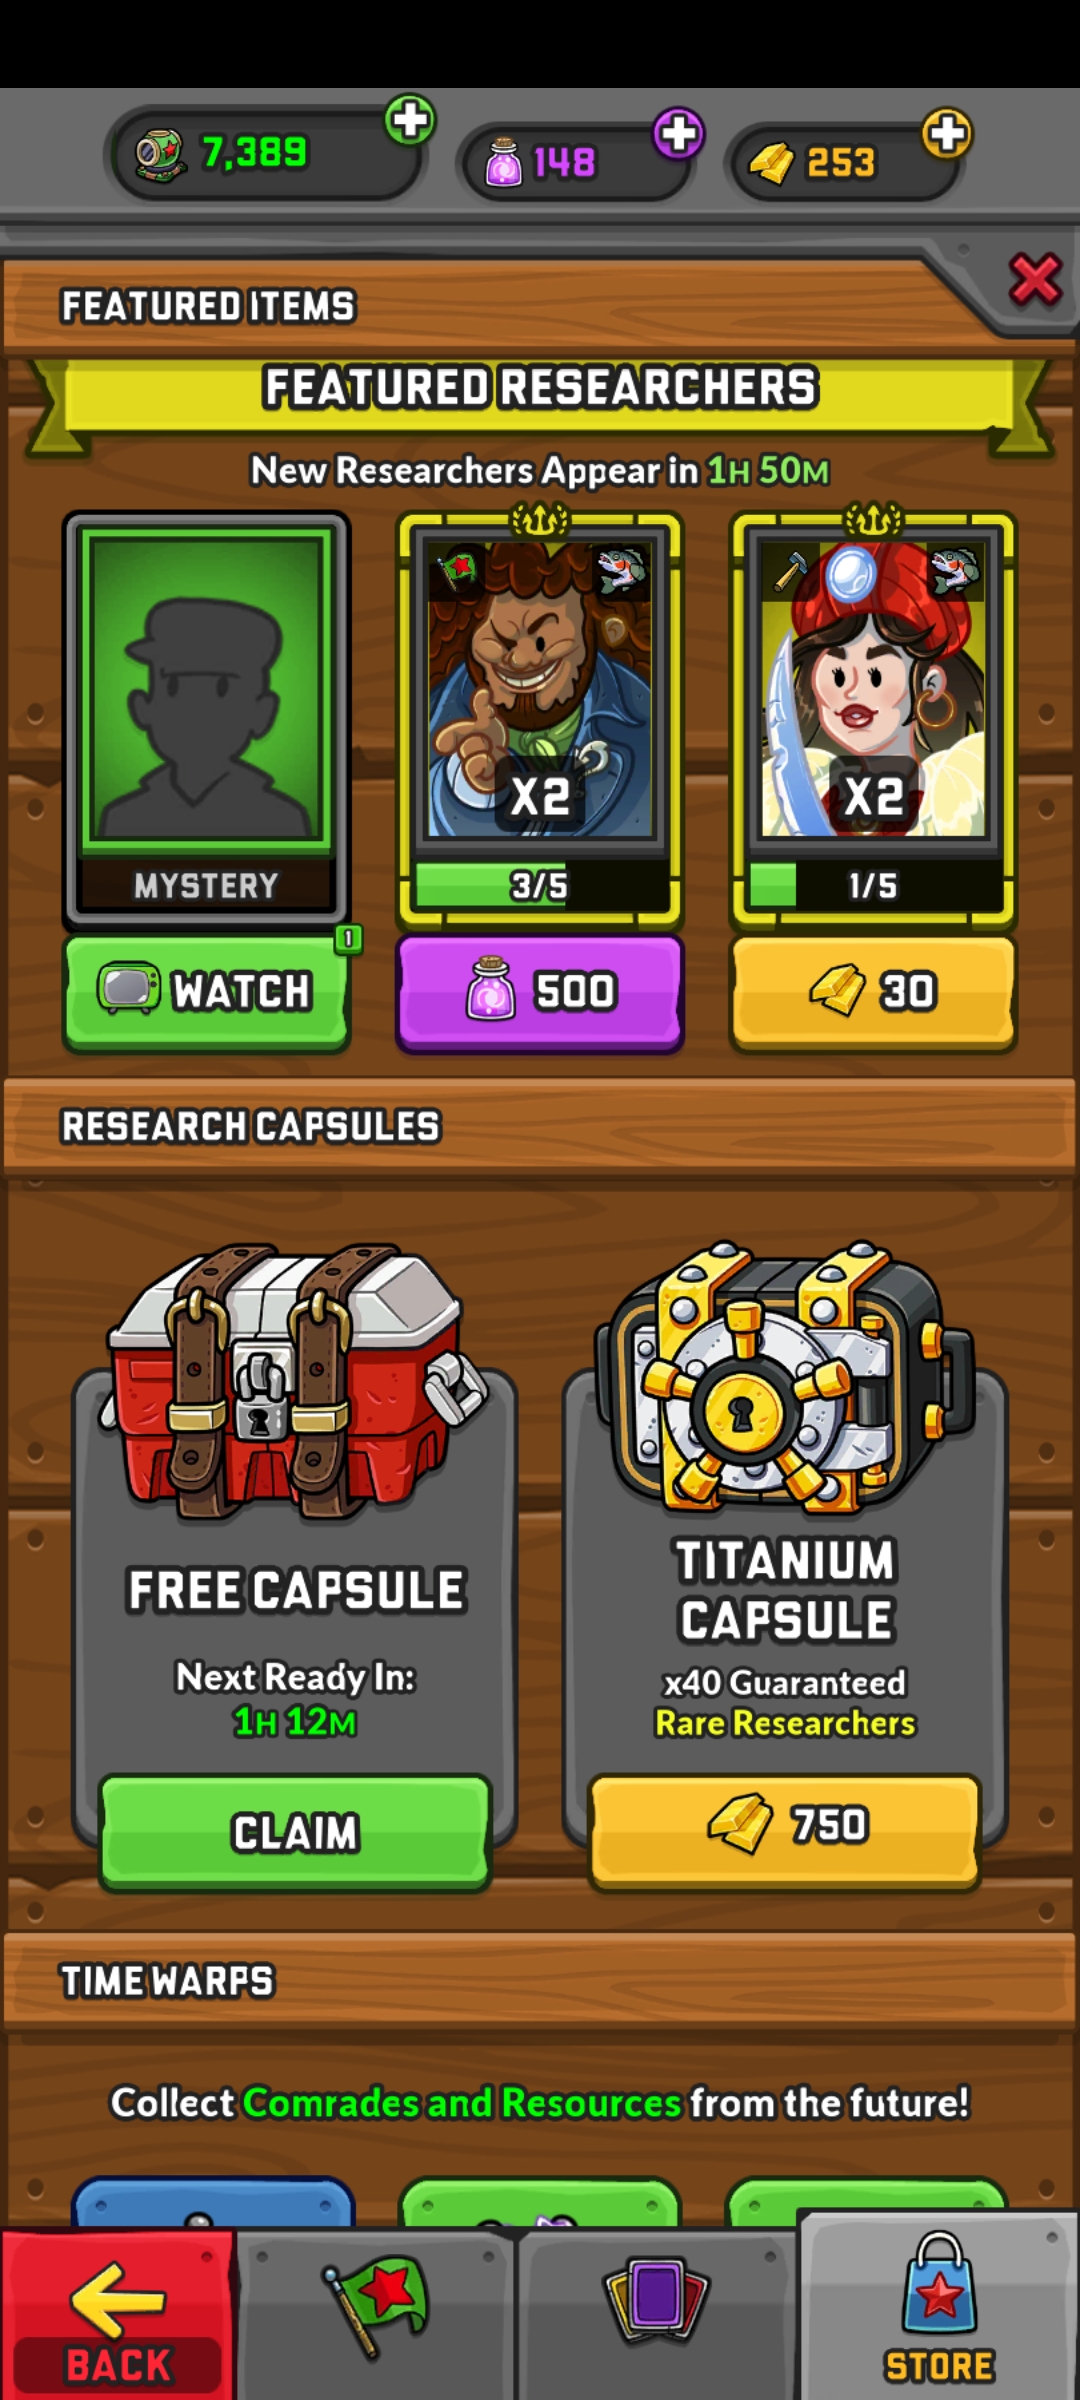 7,389
148
253
FEATURED ITEMS
FEATURED RESEARCHERS
New Researchers Appear in 1H 50M
X2
X2
MYSTERY
3/5
1/5
1
WATCH
500
30
RESEARCH CAPSULES
FREE CAPSULE
Next Ready In:
1H 12M
CLAIM
TITANIUM
CAPSULE
x40 Guaranteed
Rare Researchers
750
TIME WARPS
Collect Comrades and Resources from the future!
BACK
STORE